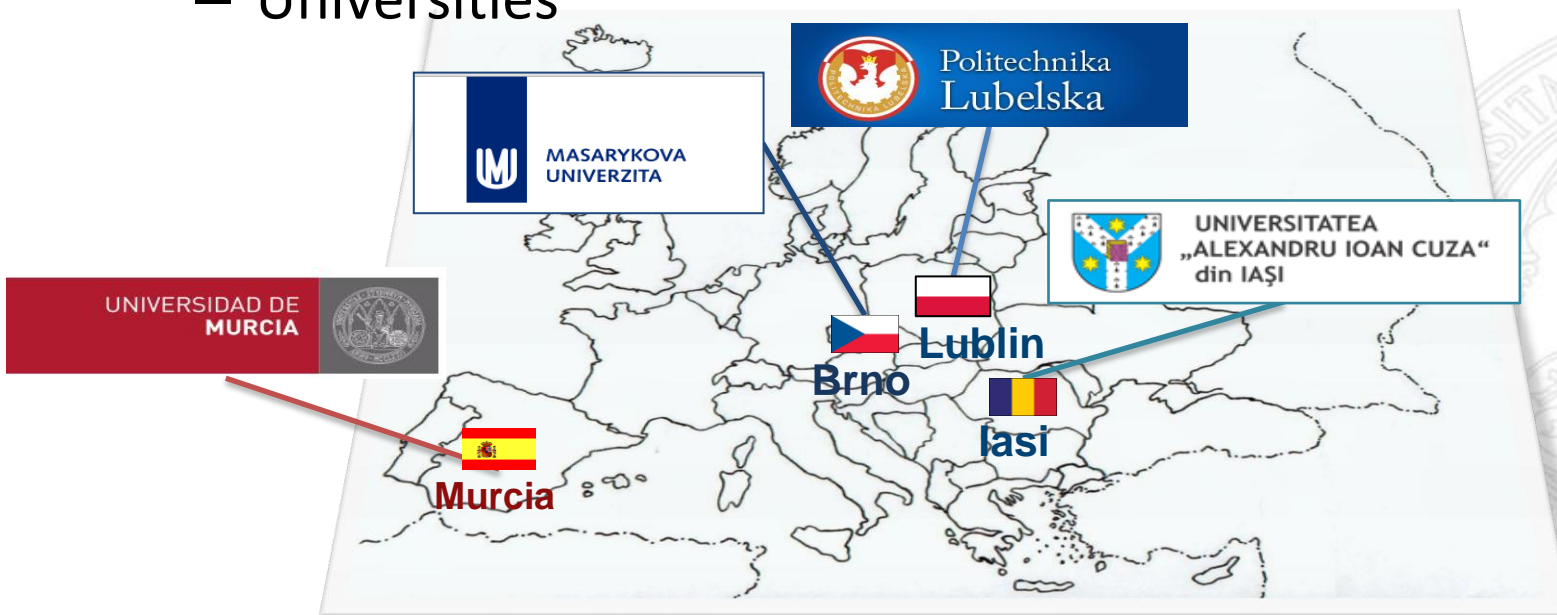 – Universities
Politechnika
Lubelska
MASARYKOVA
UNIVERZITA
UNIVERSITATEA
„ALEXANDRU IOAN CUZA“
din IAŞI
UNIVERSIDAD DE
MURCIA
Lublin
Brno
Iasi
Murcia